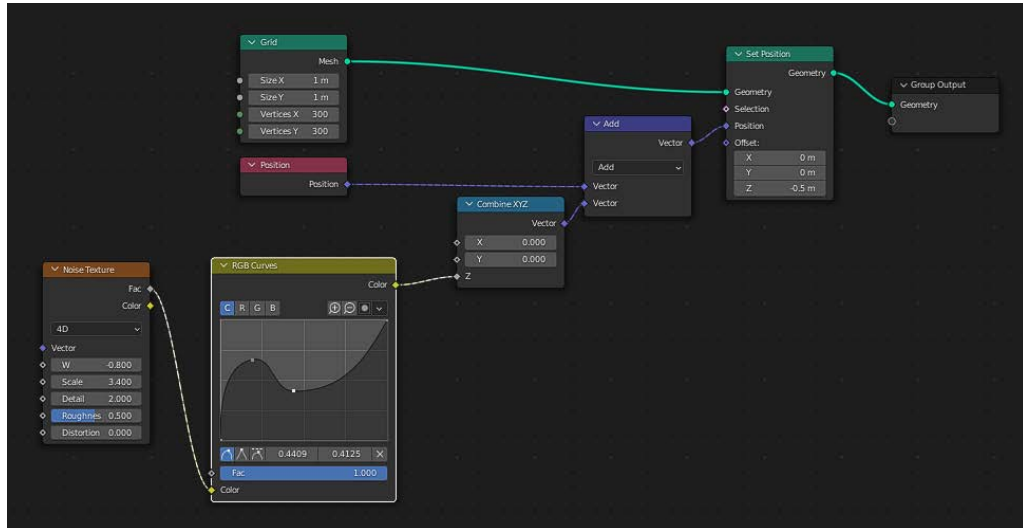 Grid
Mesh
Size X 1 m
Size Y 1 m
Vertices X 300
Vertices Y 300
Position
Position
Noise Texture
Fac
Color
4D
Vector
W -0.800
Scale 3.400
Detail 2.000
Roughnes 0.500
Distortion 0.000
RGB Curves
Color
C R G B
0.4409 0.4125
Fac 1.000
Color
Combine XYZ
Vector
X 0.000
Y 0.000
Z
Add
Vector
Add
Vector
Vector
Set Position
Geometry
Geometry
Selection
Position
Offset:
X 0 m
Y 0 m
Z -0.5 m
Group Output
Geometry